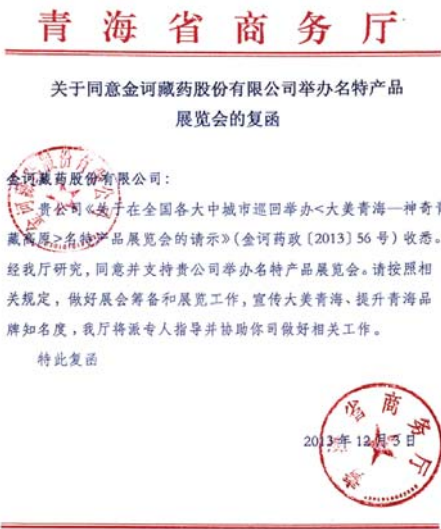 青海省商务厅
关于同意金诃藏药股份有限公司举办名特产品
展览会的复函
金诃藏药股份有限公司：
贵公司《关于在全国各大中城市巡回举办<大美青海—神奇青
藏高原>名特产品展览会的请示》(金诃药政〔2013〕56号)收悉。
经我厅研究，同意并支持贵公司举办名特产品展览会。请按照相
关规定，做好展会筹备和展览工作，宣传大美青海、提升青海品
牌知名度，我厅将派专人指导并协助你司做好相关工作。
特此复函
青海省商务厅
2013年12月3日